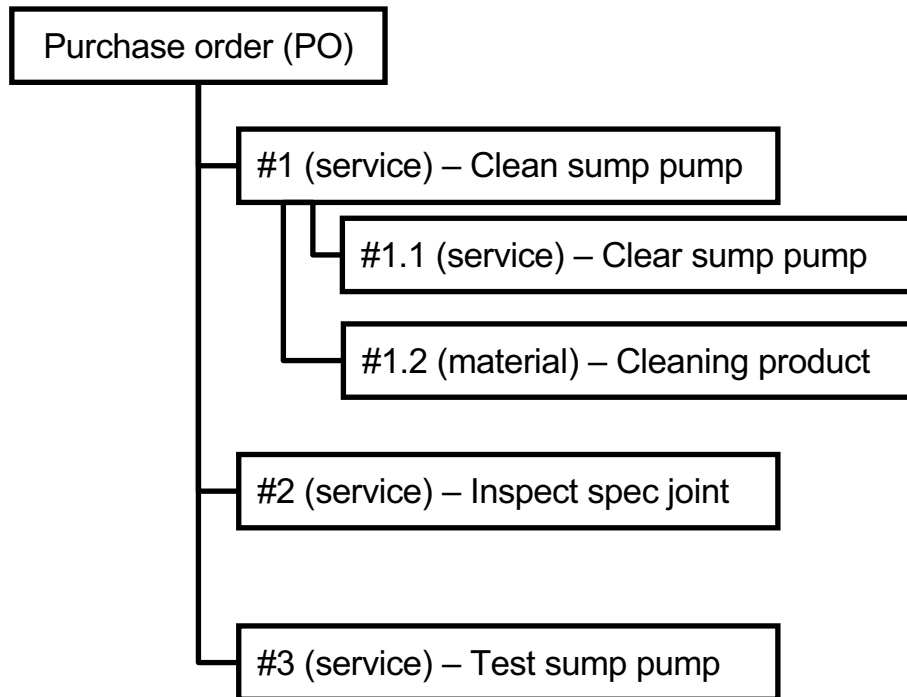 Purchase order (PO)
#1 (service) – Clean sump pump
#1.1 (service) – Clear sump pump
#1.2 (material) – Cleaning product
#2 (service) – Inspect spec joint
#3 (service) – Test sump pump